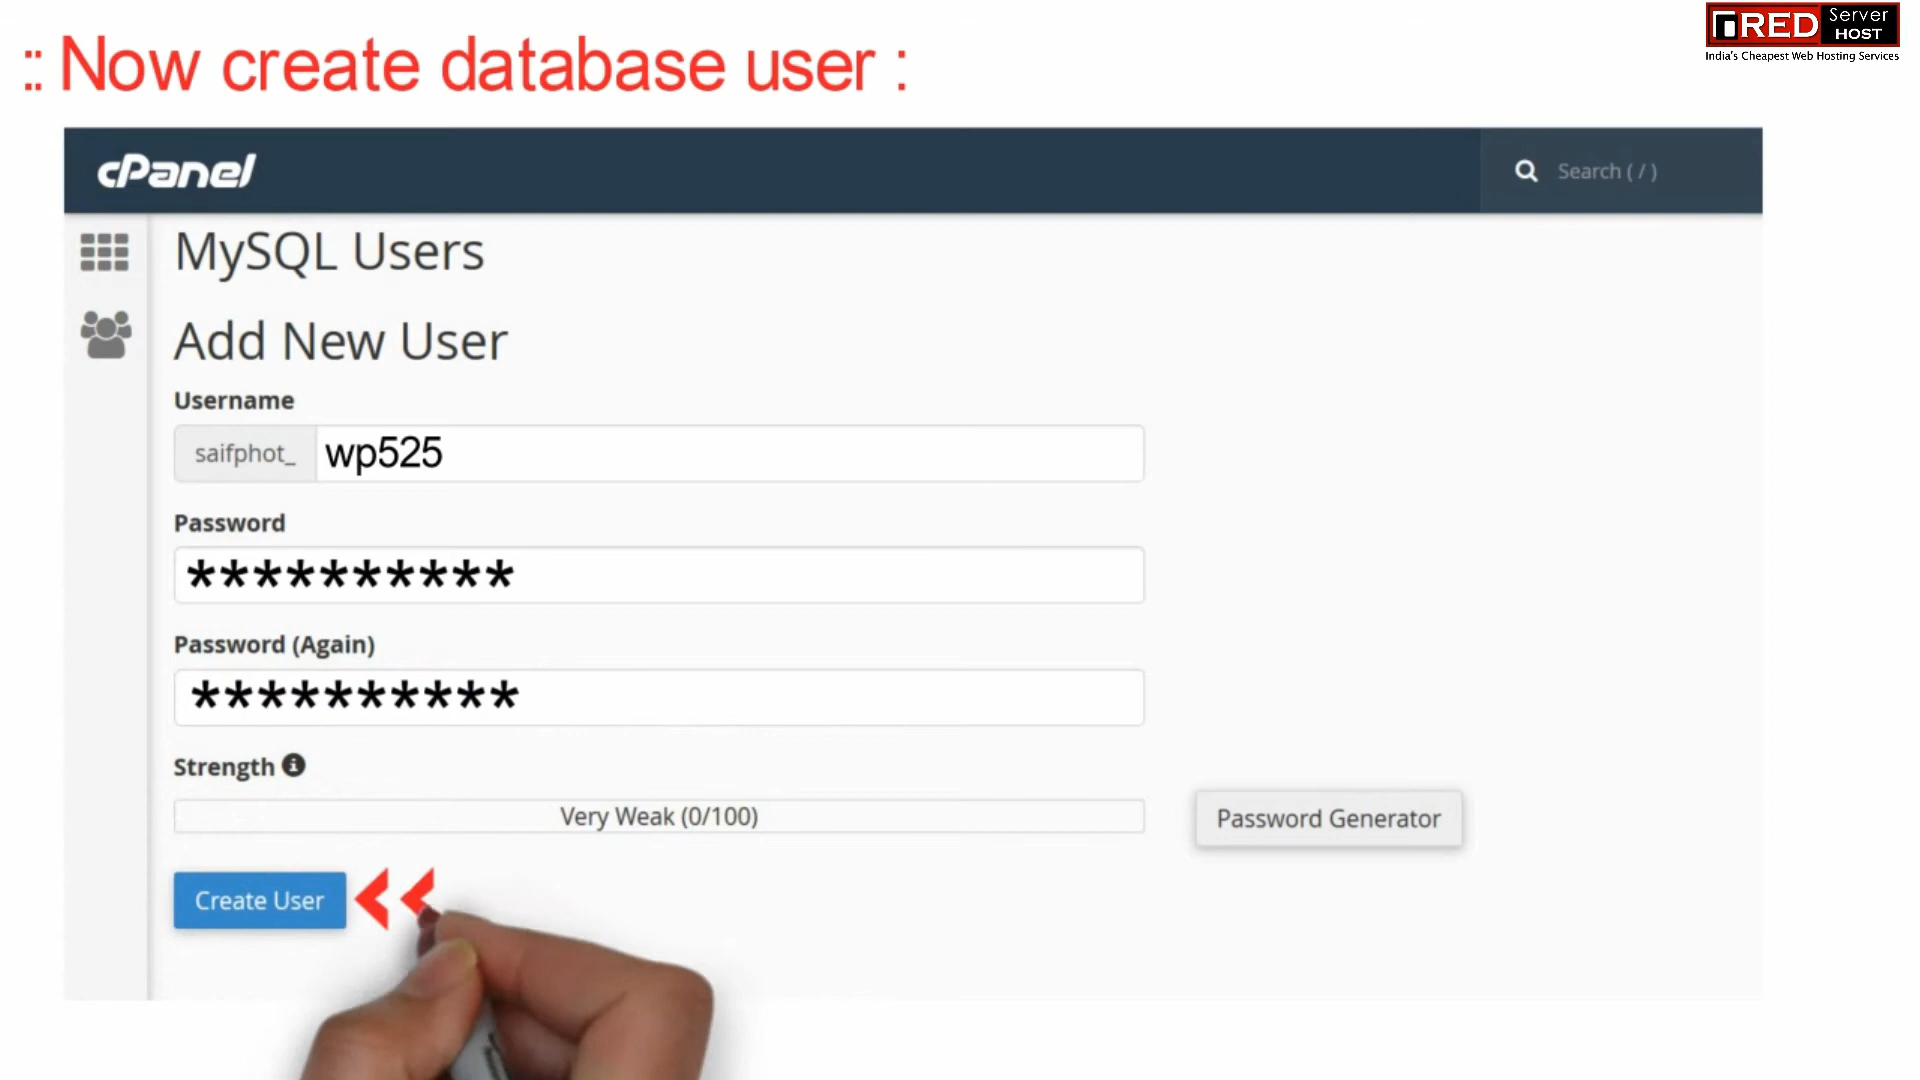 :: Now create database user :
RED Server HOST
India's Cheapest Web Hosting Services
cPanel
Search ( / )
MySQL Users
Add New User
Username
saifphot_ wp525
Password
**********
Password (Again)
**********
Strength
Very Weak (0/100)
Password Generator
Create User